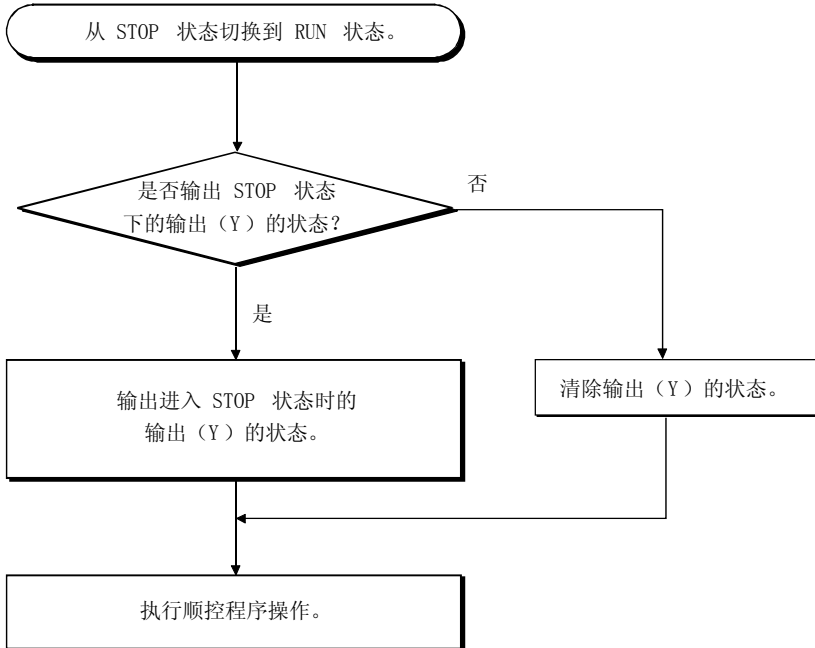 从 STOP 状态切换到 RUN 状态。
是否输出 STOP 状态
下的输出（Y）的状态?
否
是
输出进入 STOP 状态时的
输出（Y）的状态。
清除输出（Y）的状态。
执行顺控程序操作。